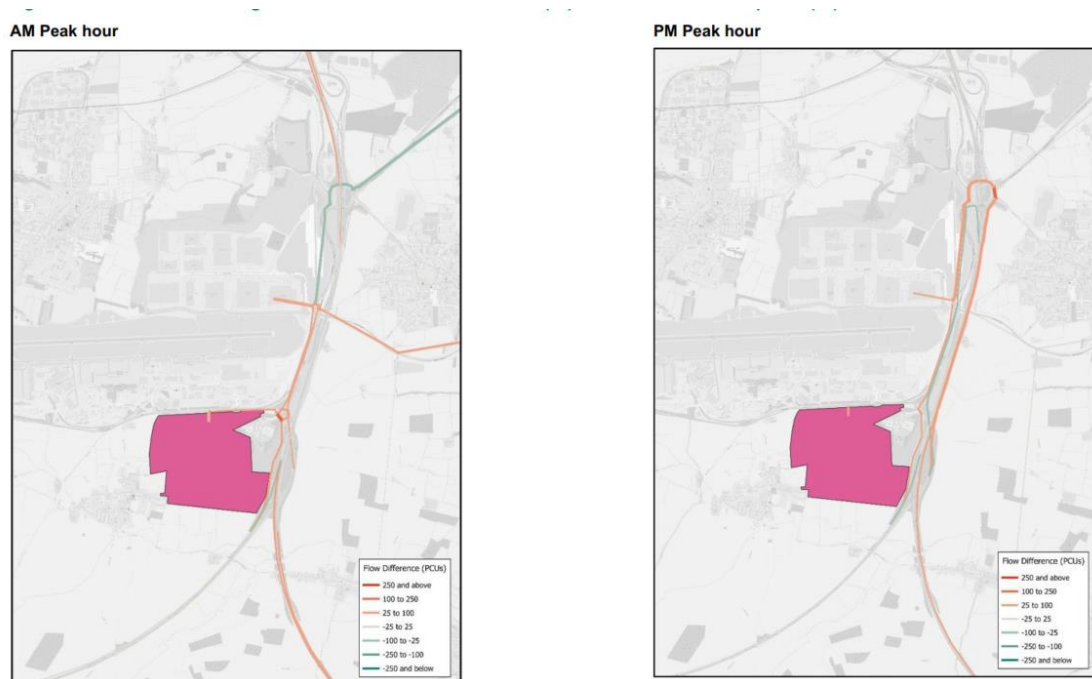 AM Peak hour
PM Peak hour
Flow Difference (PCUs)
250 and above
100 to 250
25 to 100
-25 to 25
-100 to -25
-250 to -100
-250 and below
Flow Difference (PCUs)
250 and above
100 to 250
25 to 100
-25 to 25
-100 to -25
-250 to -100
-250 and below